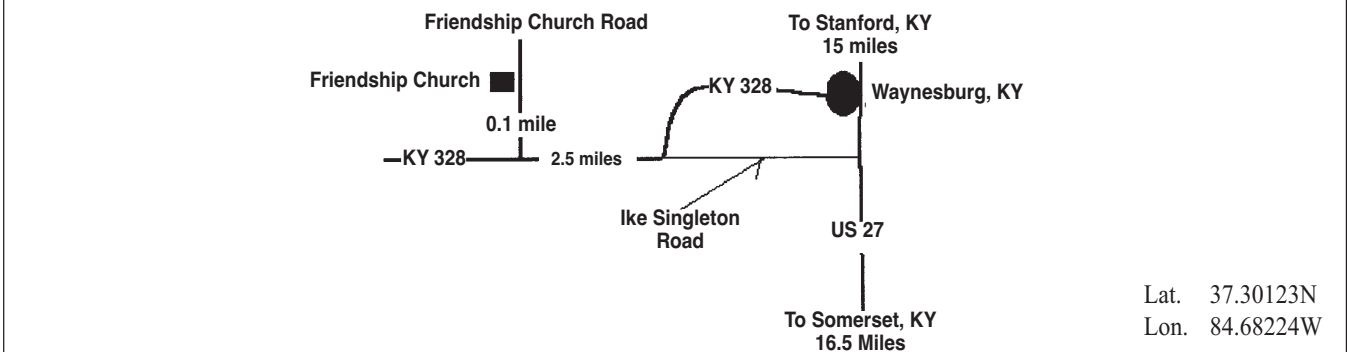 Friendship Church Road
To Stanford, KY
15 miles
Friendship Church
KY 328
Waynesburg, KY
0.1 mile
KY 328
2.5 miles
Ike Singleton
Road
US 27
To Somerset, KY
16.5 Miles
Lat. 37.30123N
Lon. 84.68224W